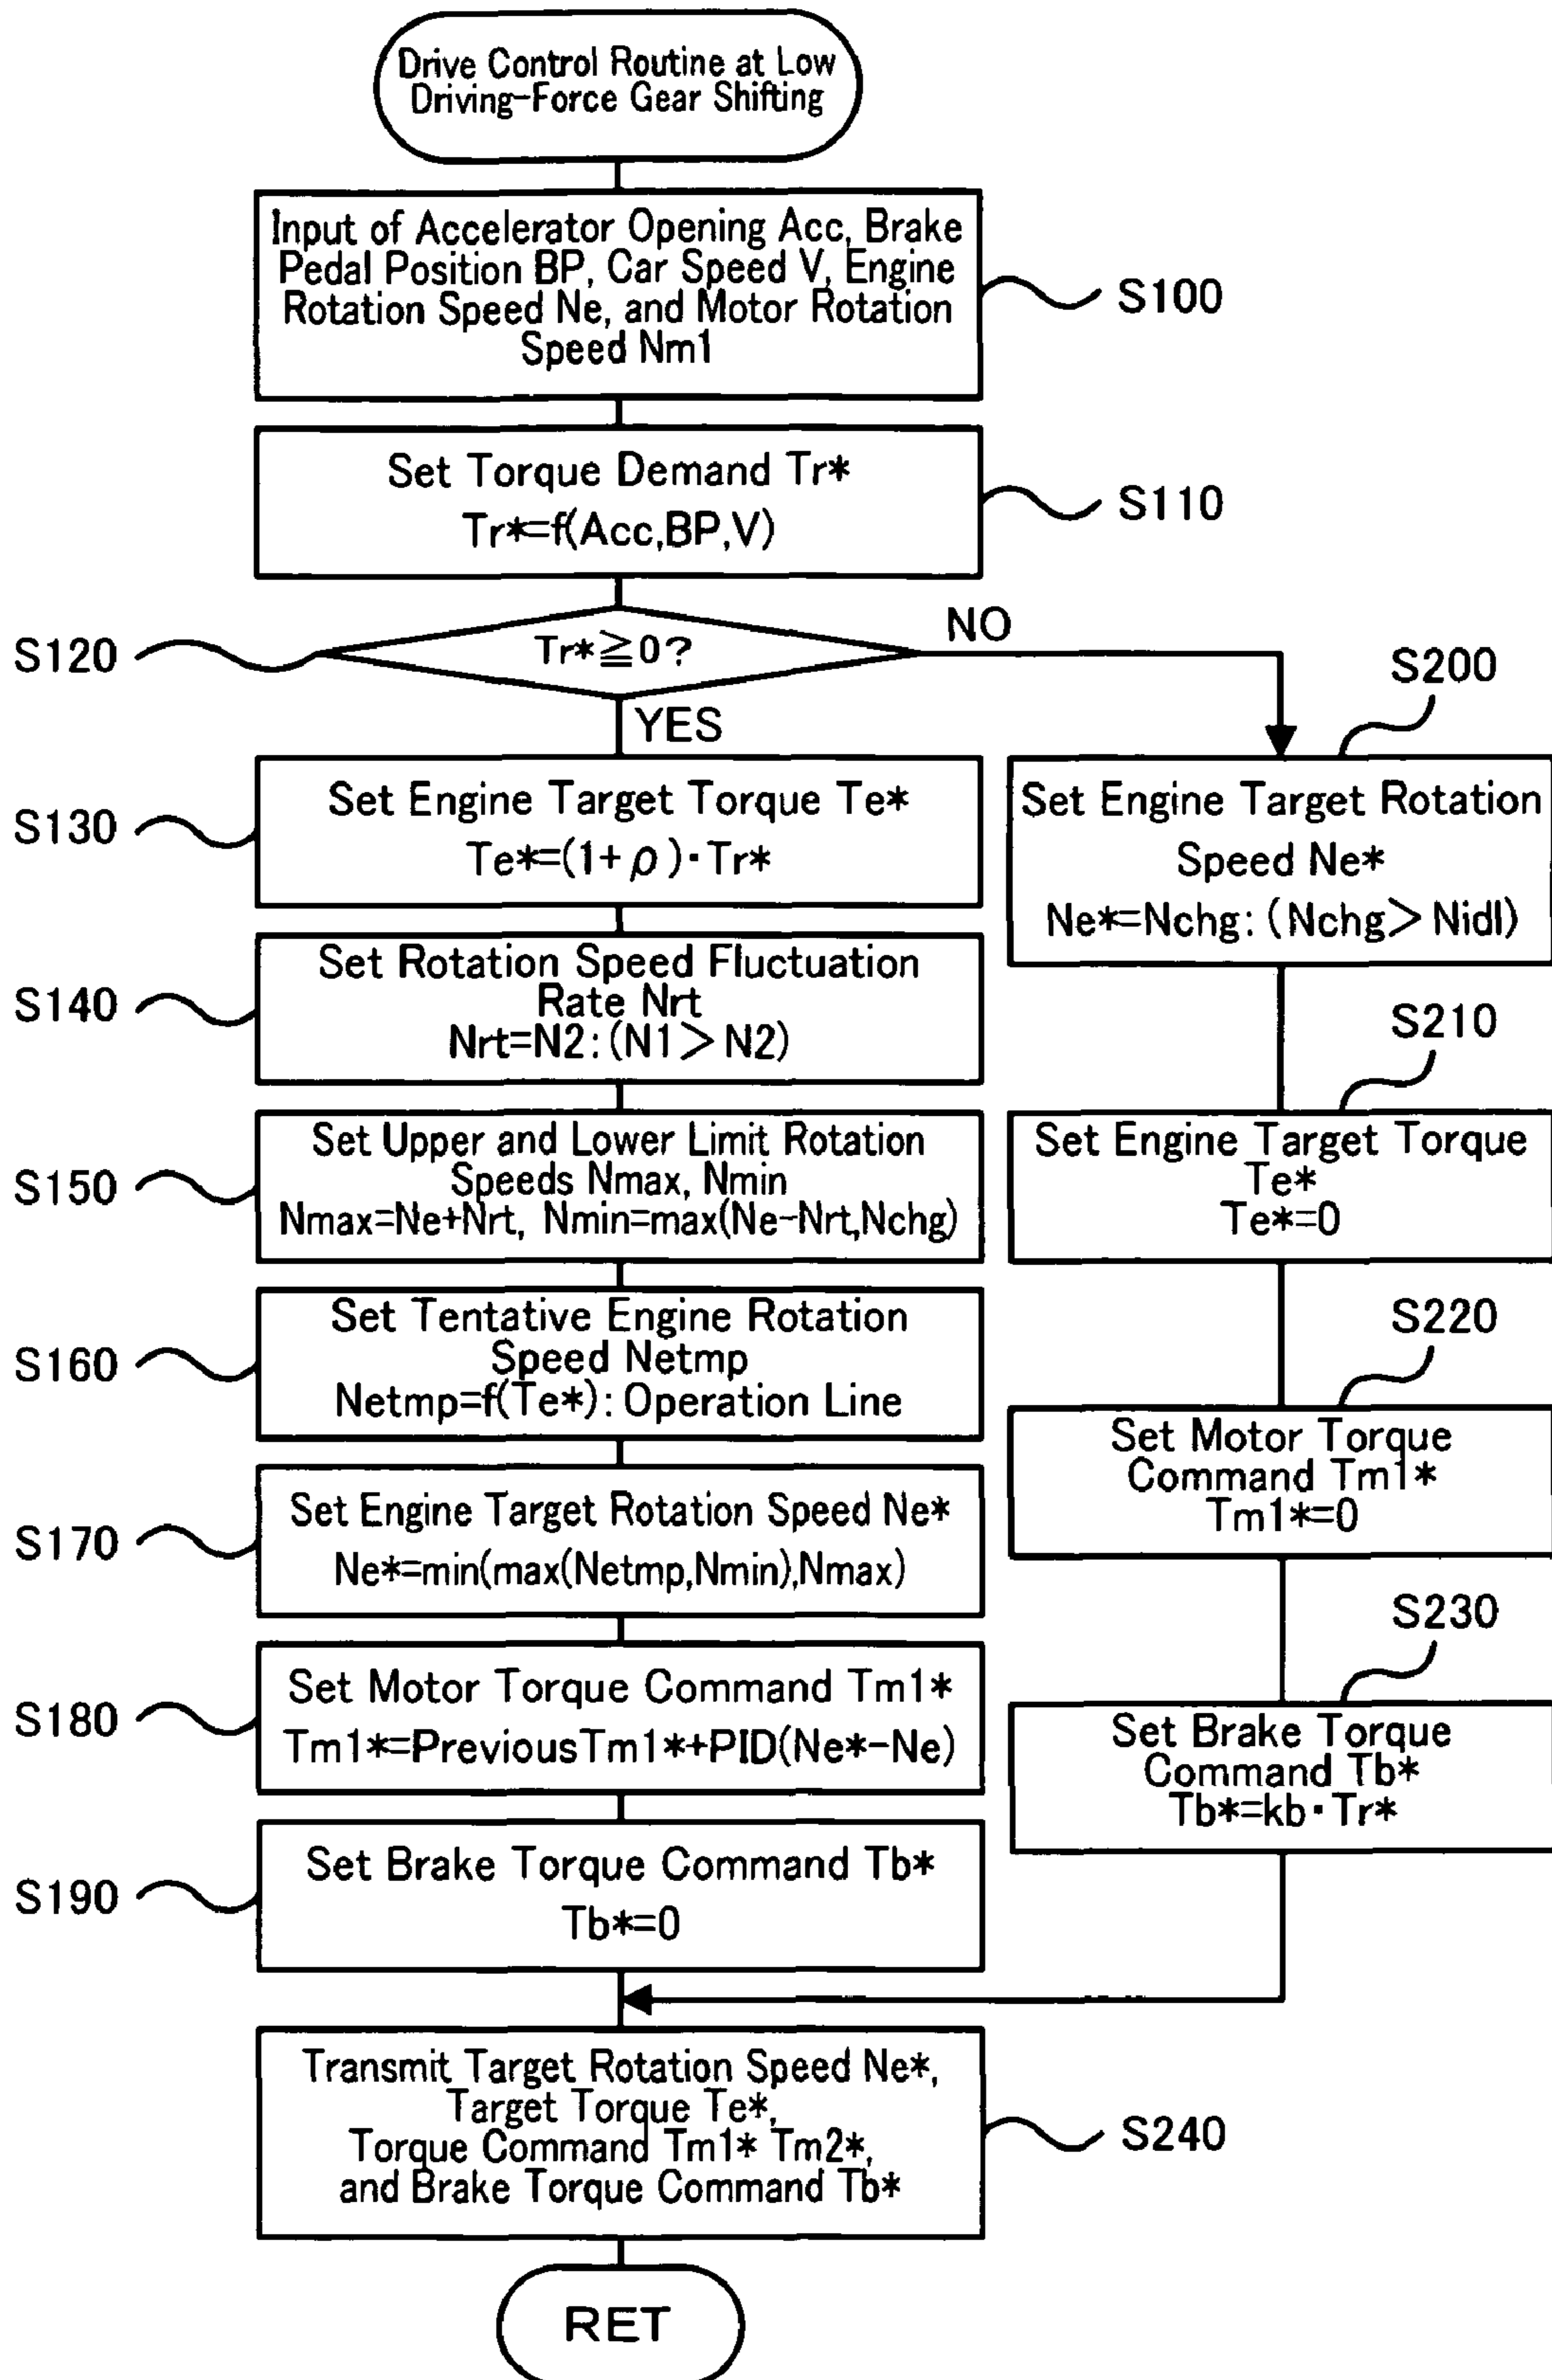 Drive Control Routine at Low
Driving-Force Gear Shifting
Input of Accelerator Opening Acc, Brake
Pedal Position BP, Car Speed V, Engine
Rotation Speed Ne, and Motor Rotation
Speed Nm1
S100
Set Torque Demand Tr*
Tr*=f(Acc,BP,V)
S110
S120
Tr*≧0?
NO
YES
S130
Set Engine Target Torque Te*
Te*=(1+ρ)・Tr*
S140
Set Rotation Speed Fluctuation
Rate Nrt
Nrt=N2:(N1>N2)
S150
Set Upper and Lower Limit Rotation
Speeds Nmax, Nmin
Nmax=Ne+Nrt, Nmin=max(Ne-Nrt,Nchg)
S160
Set Tentative Engine Rotation
Speed Netmp
Netmp=f(Te*): Operation Line
S170
Set Engine Target Rotation Speed Ne*
Ne*=min(max(Netmp,Nmin),Nmax)
S180
Set Motor Torque Command Tm1*
Tm1*=PreviousTm1*+PID(Ne*-Ne)
S190
Set Brake Torque Command Tb*
Tb*=0
S200
Set Engine Target Rotation
Speed Ne*
Ne*=Nchg: (Nchg> Nidl)
S210
Set Engine Target Torque
Te*
Te*=0
S220
Set Motor Torque
Command Tm1*
Tm1*=0
S230
Set Brake Torque
Command Tb*
Tb*=kb・Tr*
Transmit Target Rotation Speed Ne*,
Target Torque Te*,
Torque Command Tm1* Tm2*,
and Brake Torque Command Tb*
S240
RET